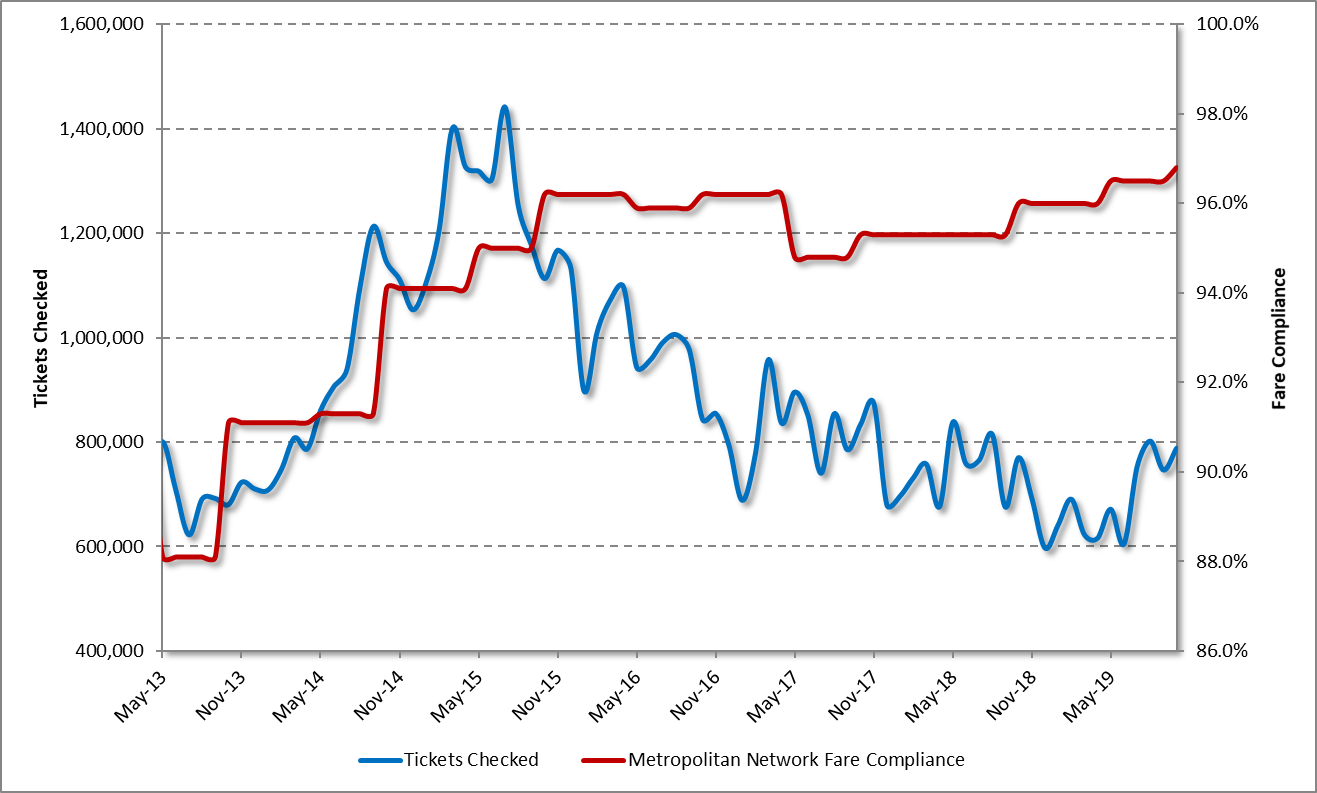 1,600,000
1,400,000
1,200,000
1,000,000
800,000
600,000
400,000
Tickets Checked
100.0%
98.0%
96.0%
94.0%
92.0%
90.0%
88.0%
86.0%
Fare Compliance
May-13
Nov-13
May-14
Nov-14
May-15
Nov-15
May-16
Nov-16
May-17
Nov-17
May-18
Nov-18
May-19
Tickets Checked
Metropolitan Network Fare Compliance